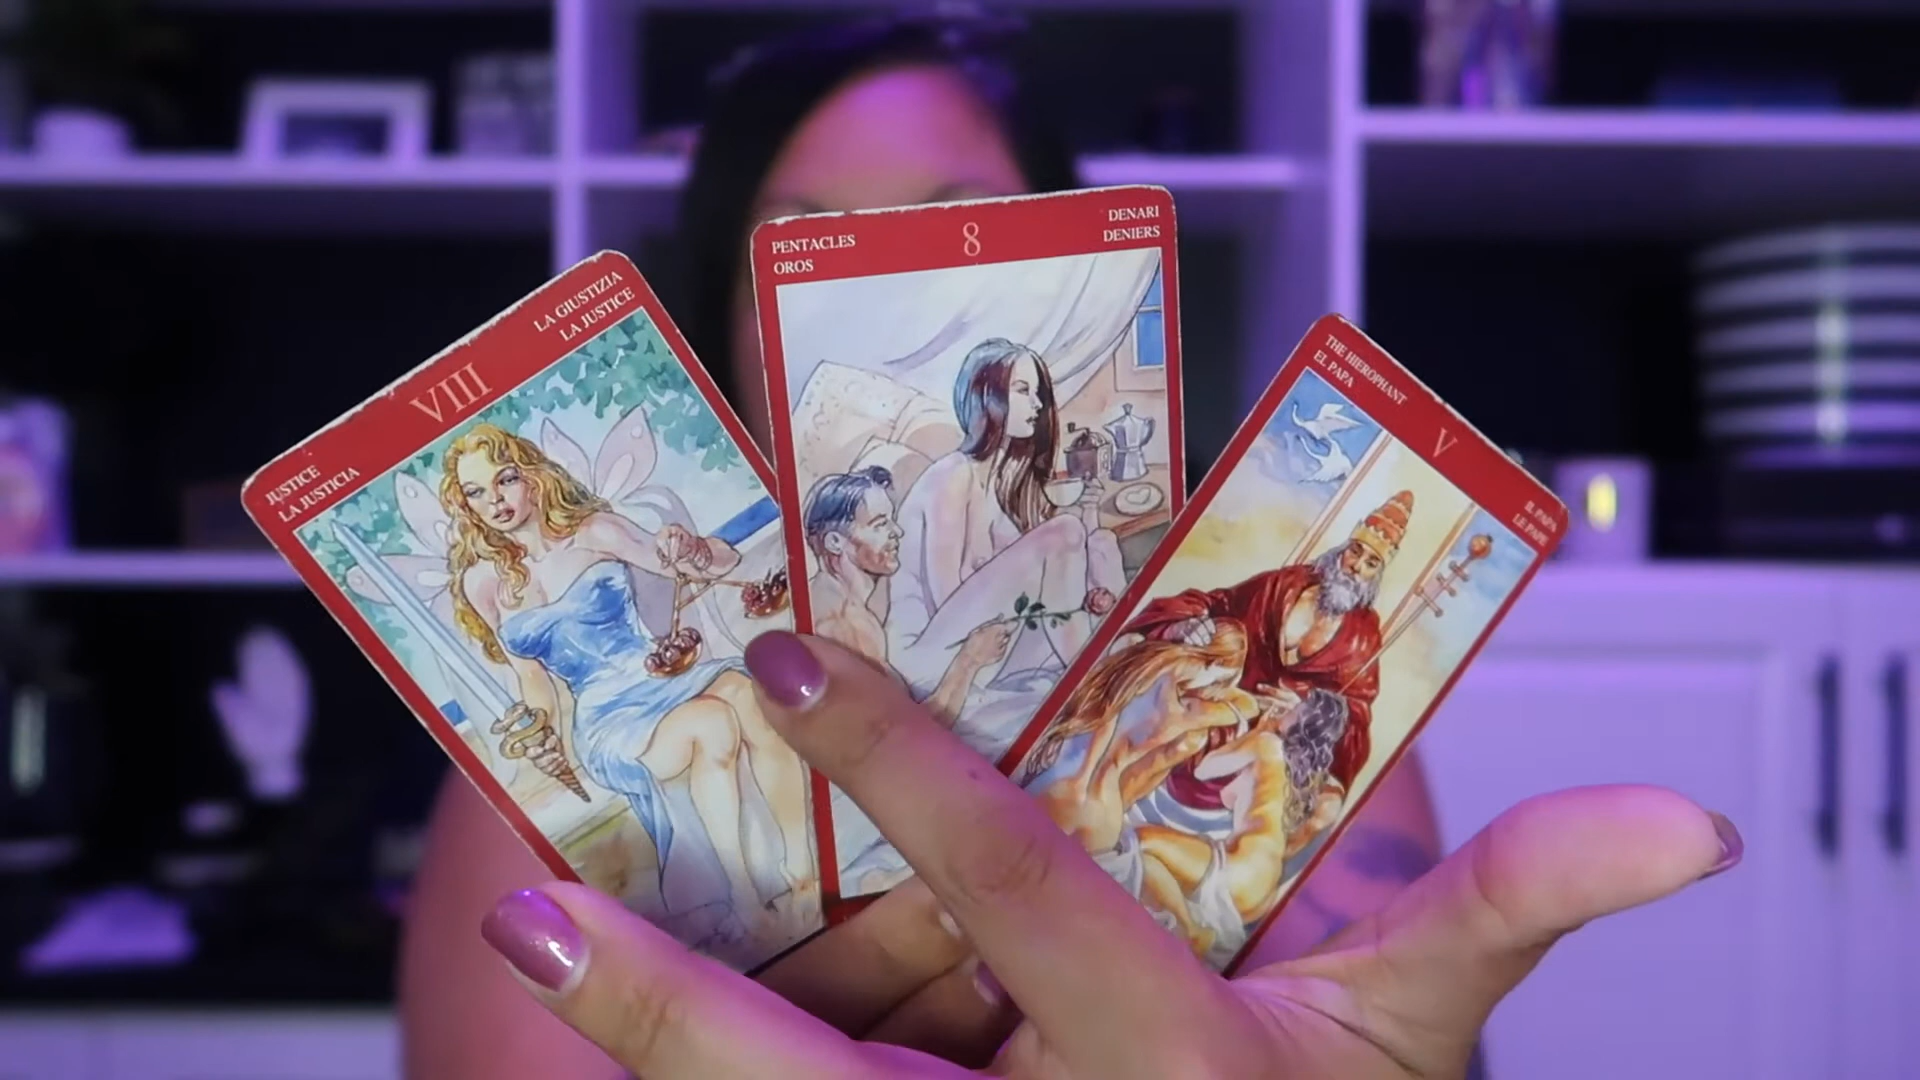 JUSTICE
LA JUSTICIA
VIII
LA GIUSTIZIA
LA JUSTICE
PENTACLES
OROS
8
DENARI
DENIERS
THE HIEROPHANT
EL PAPA
V
IL PAPA
LE PAPE